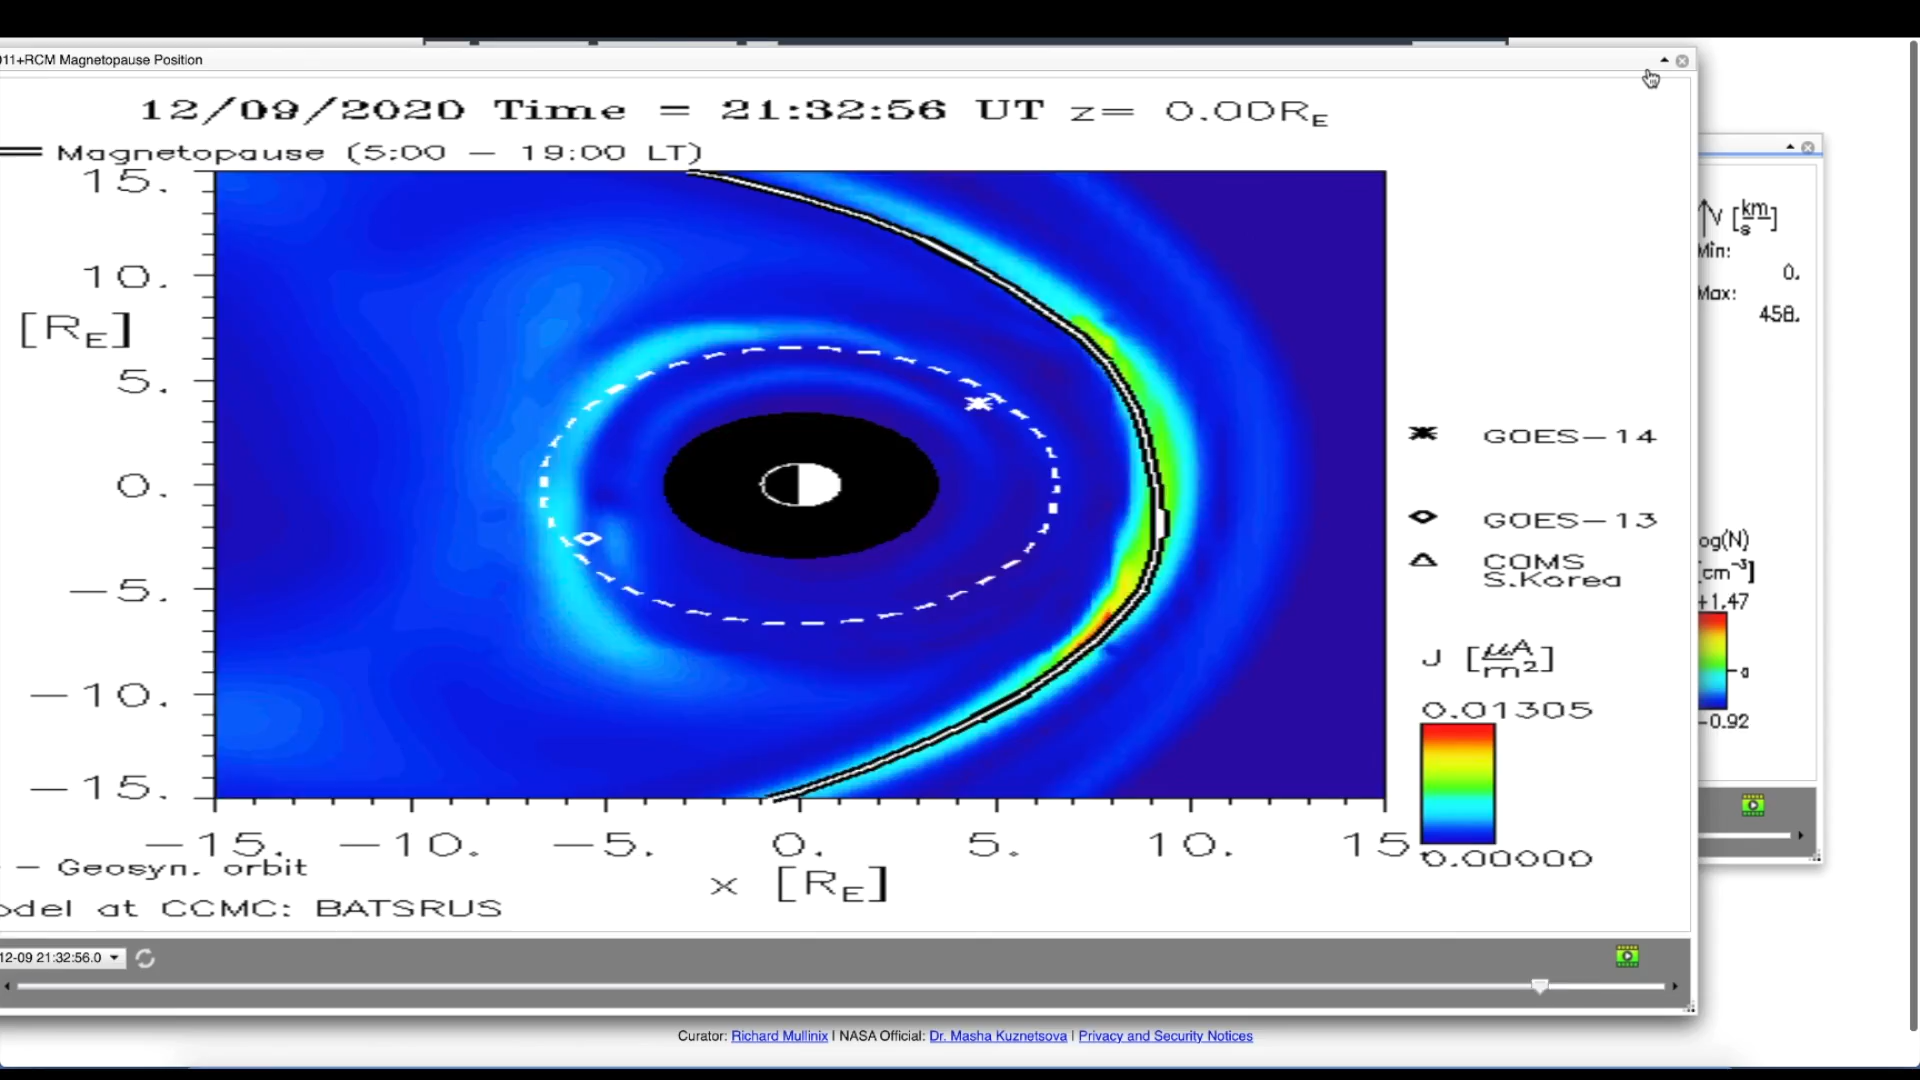 011+RCM Magnetopause Position
12/09/2020 Time = 21:32:56 UT z= 0.00RE
Magnetopause (5:00 – 19:00 LT)
15.
10.
[RE]
5.
0.
−5.
−10.
−15.
−15. −10. −5. 0. 5. 10. 15.
x [RE]
– Geosyn. orbit
odel at CCMC: BATSRUS
GOES−14
GOES−13
COMS
S.Korea
J [μA/m2]
0.01305
0.00000
V [km/s]
Min:
0.
Max:
458.
og(N)
[cm−3]
+1.47
−0.92
12-09 21:32:56.0
Curator: Richard Mullinix | NASA Official: Dr. Masha Kuznetsova | Privacy and Security Notices